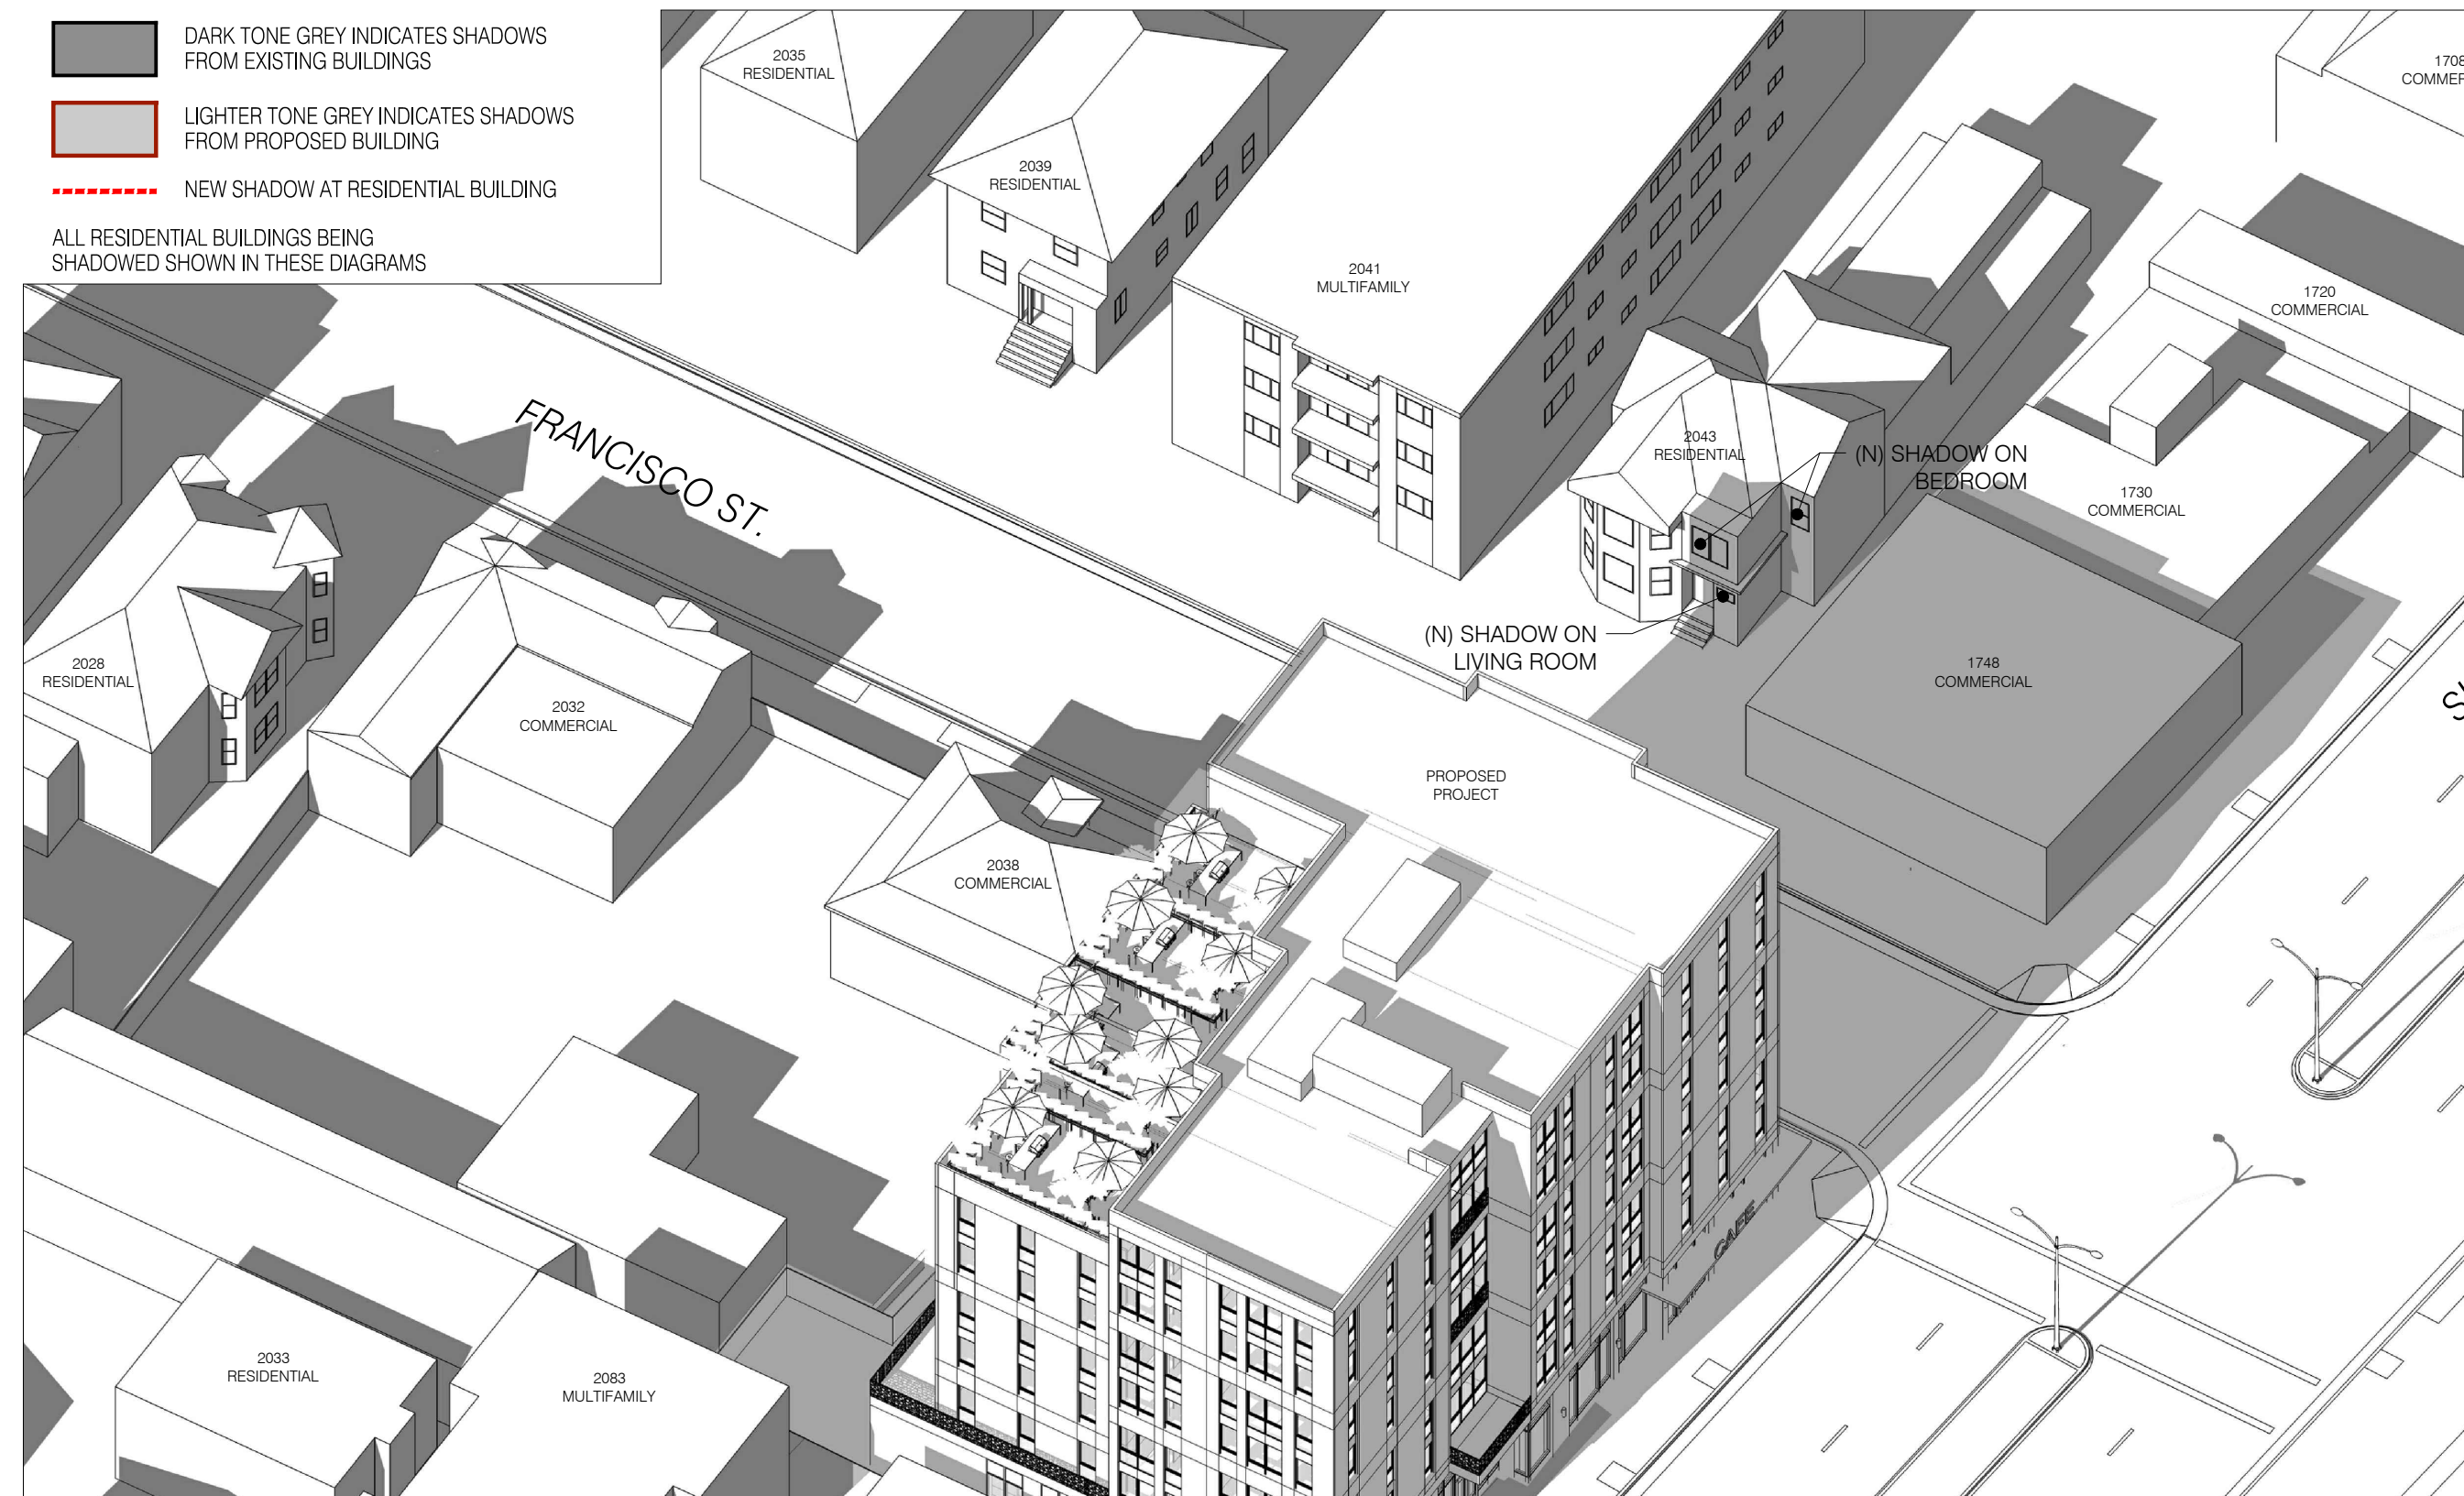 DARK TONE GREY INDICATES SHADOWS
FROM EXISTING BUILDINGS
LIGHTER TONE GREY INDICATES SHADOWS
FROM PROPOSED BUILDING
NEW SHADOW AT RESIDENTIAL BUILDING
ALL RESIDENTIAL BUILDINGS BEING
SHADOWED SHOWN IN THESE DIAGRAMS
2035
RESIDENTIAL
2039
RESIDENTIAL
2041
MULTIFAMILY
1708
1720
COMMERCIAL
FRANCISCO ST.
2043
RESIDENTIAL
(N) SHADOW ON
BEDROOM
1730
COMMERCIAL
(N) SHADOW ON
LIVING ROOM
1748
COMMERCIAL
2028
RESIDENTIAL
2032
COMMERCIAL
PROPOSED
PROJECT
2038
COMMERCIAL
CAFE
2033
RESIDENTIAL
2083
MULTIFAMILY